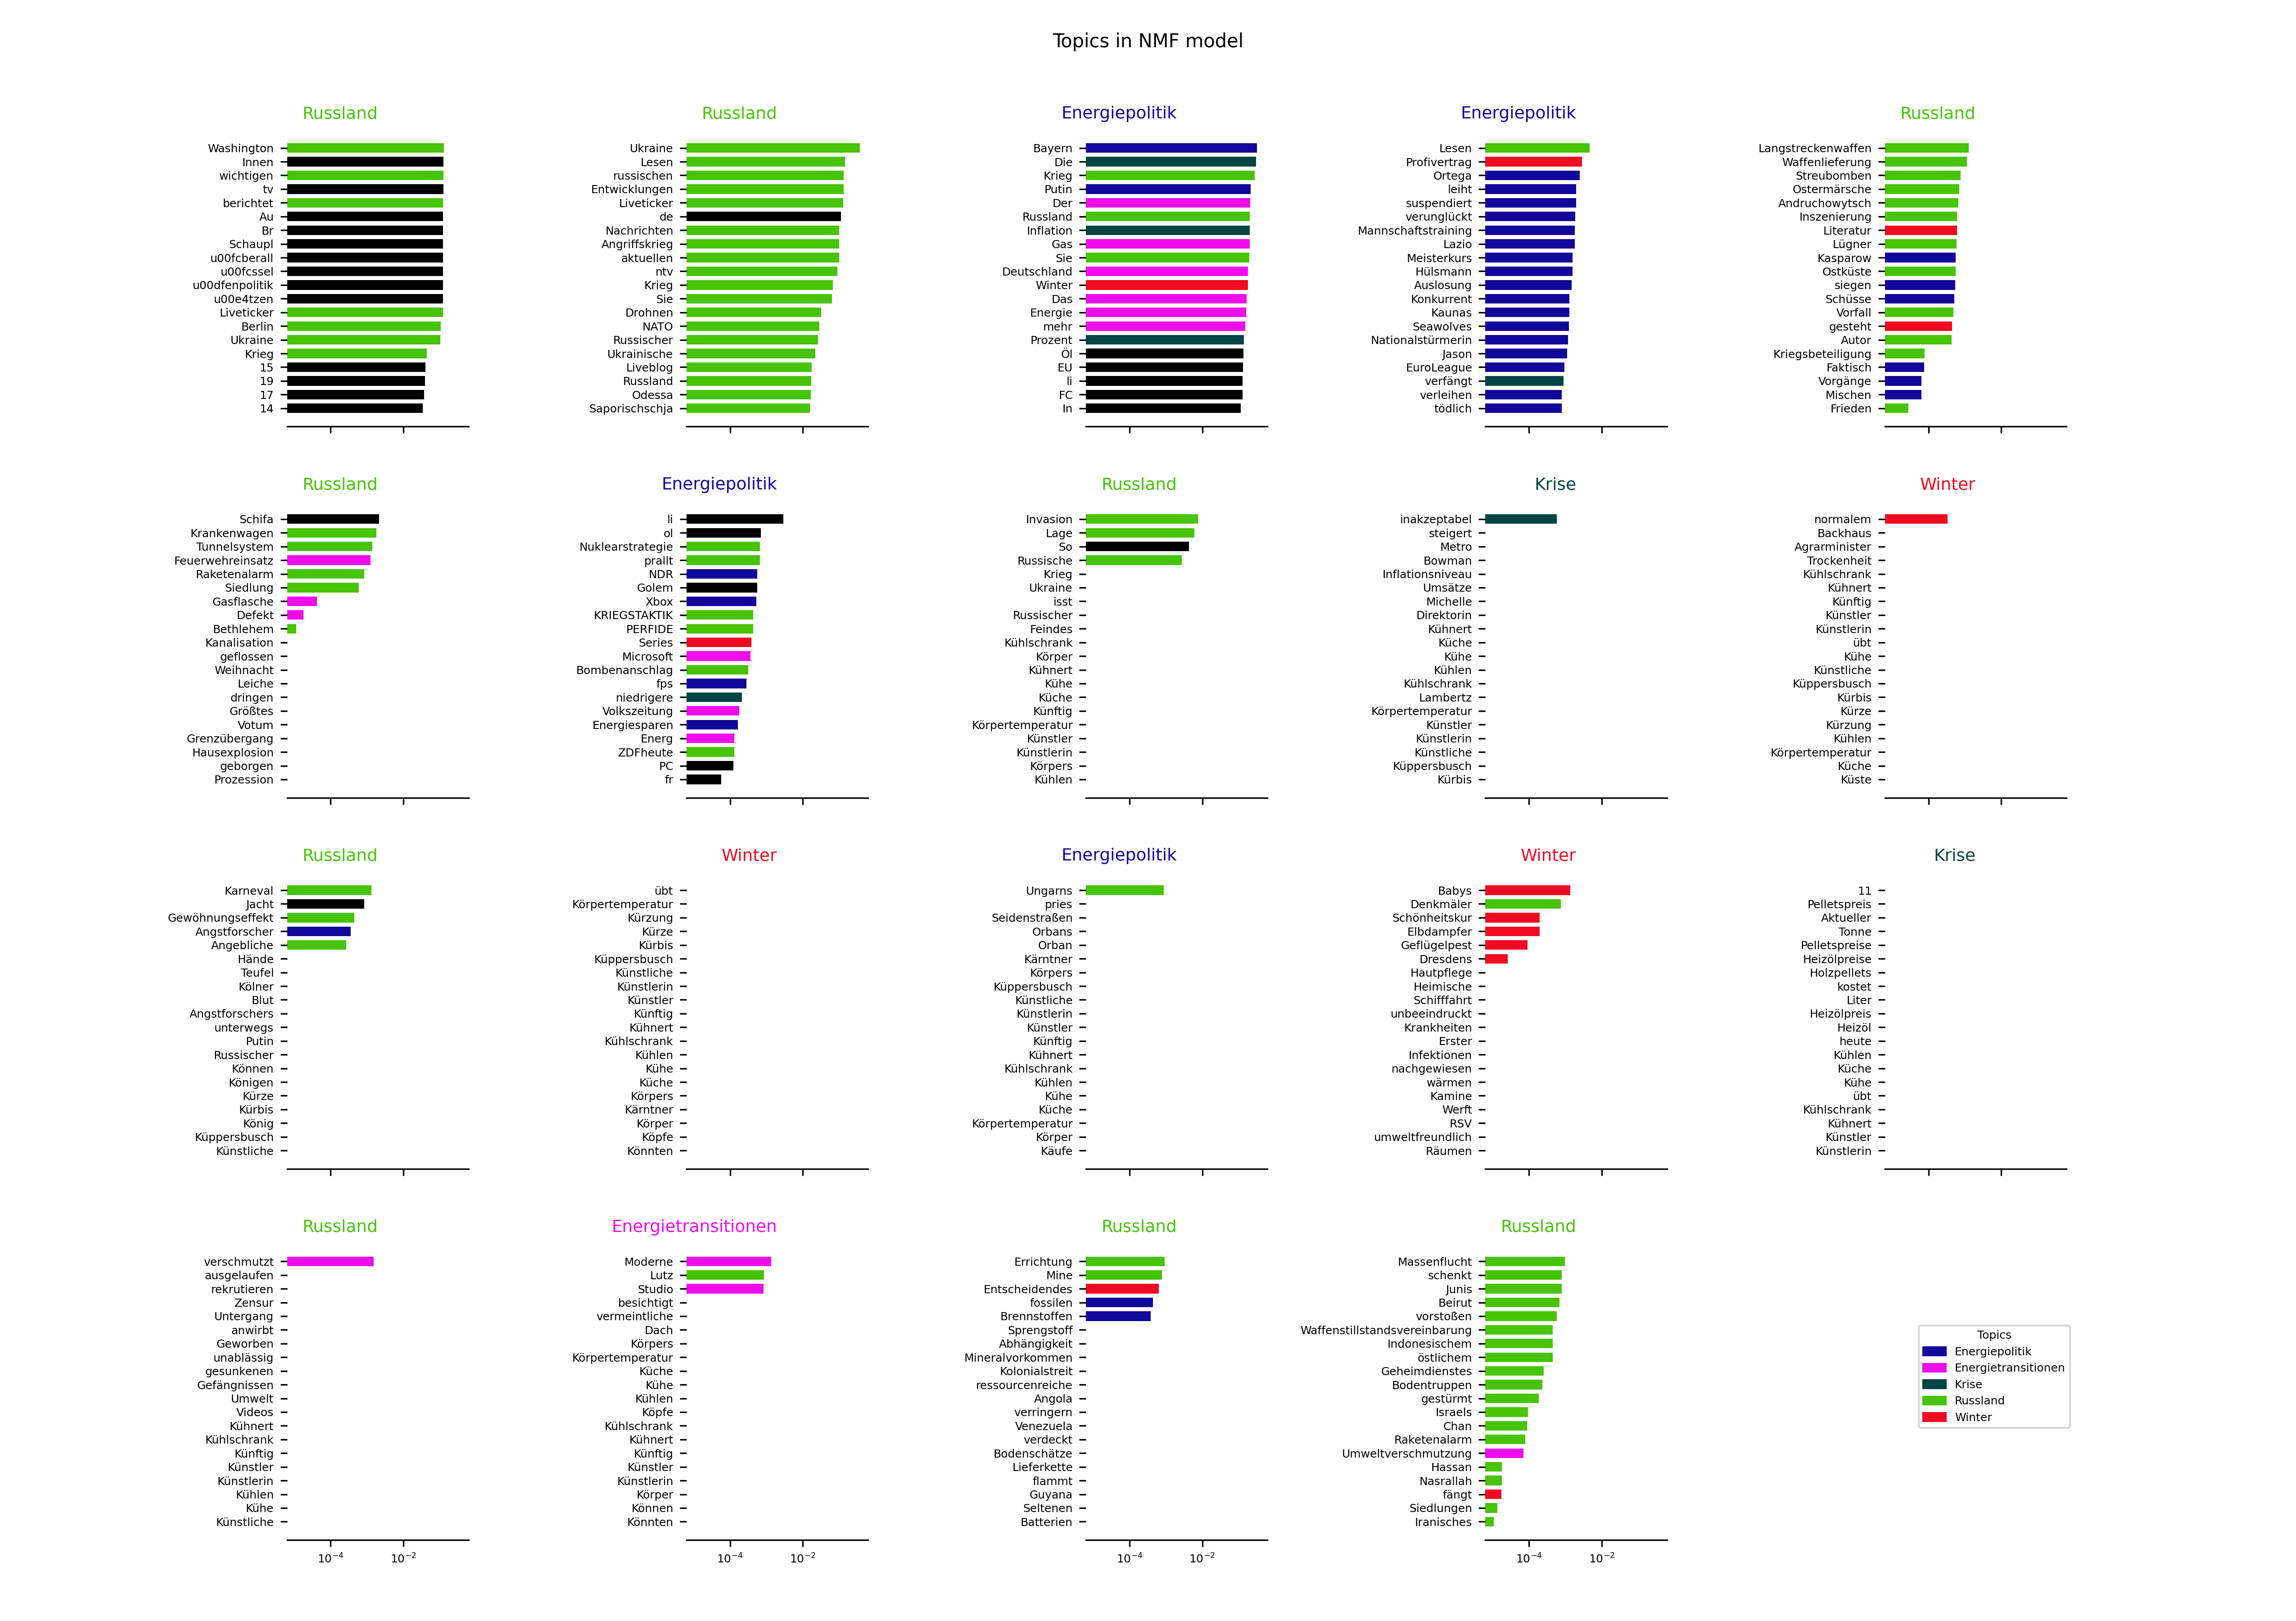 Topics in NMF model
Russland
Washington
Innen
wichtigen
tv
berichtet
Au
Br
Schaupl
u00fcberall
u00fcssel
u00dfenpolitik
u00e4tzen
Liveticker
Berlin
Ukraine
Krieg
15
19
17
14
Russland
Ukraine
Lesen
russischen
Entwicklungen
Liveticker
de
Nachrichten
Angriffskrieg
aktuellen
ntv
Krieg
Sie
Drohnen
NATO
Russischer
Ukrainische
Liveblog
Russland
Odessa
Saporischschja
Energiepolitik
Bayern
Die
Krieg
Putin
Der
Russland
Inflation
Gas
Sie
Deutschland
Winter
Das
Energie
mehr
Prozent
Öl
EU
li
FC
In
Energiepolitik
Lesen
Profivertrag
Ortega
leiht
suspendiert
verunglückt
Mannschaftstraining
Lazio
Meisterkurs
Hülsmann
Auslosung
Konkurrent
Kaunas
Seawolves
Nationalstürmerin
Jason
EuroLeague
verfängt
verleihen
tödlich
Russland
Langstreckenwaffen
Waffenlieferung
Streubomben
Ostermärsche
Andruchowytsch
Inszenierung
Literatur
Lügner
Kasparow
Ostküste
siegen
Schüsse
Vorfall
gesteht
Autor
Kriegsbeteiligung
Faktisch
Vorgänge
Mischen
Frieden
Russland
Schifa
Krankenwagen
Tunnelsystem
Feuerwehreinsatz
Raketenalarm
Siedlung
Gasflasche
Defekt
Bethlehem
Kanalisation
geflossen
Weihnacht
Leiche
dringen
Größtes
Votum
Grenzübergang
Hausexplosion
geborgen
Prozession
Energiepolitik
li
ol
Nuklearstrategie
prallt
NDR
Golem
Xbox
KRIEGSTAKTIK
PERFIDE
Series
Microsoft
Bombenanschlag
fps
niedrigere
Volkszeitung
Energiesparen
Energ
ZDFheute
PC
fr
Russland
Invasion
Lage
So
Russische
Krieg
Ukraine
isst
Russischer
Feindes
Kühlschrank
Körper
Kühnert
Kühe
Küche
Künftig
Körpertemperatur
Künstler
Künstlerin
Körpers
Kühlen
Krise
inakzeptabel
steigert
Metro
Bowman
Inflationsniveau
Umsätze
Michelle
Direktorin
Kühnert
Küche
Kühe
Kühlen
Kühlschrank
Lambertz
Körpertemperatur
Künstler
Künstlerin
Künstliche
Küppersbusch
Kürbis
Winter
normalem
Backhaus
Agrarminister
Trockenheit
Kühlschrank
Kühnert
Künftig
Künstler
Künstlerin
übt
Kühe
Künstliche
Küppersbusch
Kürbis
Kürze
Kürzung
Kühlen
Körpertemperatur
Küche
Küste
Russland
Karneval
Jacht
Gewöhnungseffekt
Angstforscher
Angebliche
Hände
Teufel
Kölner
Blut
Angstforschers
unterwegs
Putin
Russischer
Können
Königen
Kürze
Kürbis
König
Küppersbusch
Künstliche
Winter
übt
Körpertemperatur
Kürzung
Kürze
Kürbis
Küppersbusch
Künstliche
Künstlerin
Künstler
Künftig
Kühnert
Kühlschrank
Kühlen
Kühe
Küche
Körpers
Kärntner
Körper
Köpfe
Könnten
Energiepolitik
Ungarns
pries
Seidenstraßen
Orbans
Orban
Kärntner
Körpers
Küppersbusch
Künstliche
Künstlerin
Künstler
Künftig
Kühnert
Kühlschrank
Kühlen
Kühe
Küche
Körpertemperatur
Körper
Käufe
Winter
Babys
Denkmäler
Schönheitskur
Elbdampfer
Geflügelpest
Dresdens
Hautpflege
Heimische
Schifffahrt
unbeeindruckt
Krankheiten
Erster
Infektionen
nachgewiesen
wärmen
Kamine
Werft
RSV
umweltfreundlich
Räumen
Krise
11
Pelletspreis
Aktueller
Tonne
Pelletspreise
Heizölpreise
Holzpellets
kostet
Liter
Heizölpreis
Heizöl
heute
Kühlen
Küche
Kühe
übt
Kühlschrank
Kühnert
Künstler
Künstlerin
Russland
verschmutzt
ausgelaufen
rekrutieren
Zensur
Untergang
anwirbt
Geworben
unablässig
gesunkenen
Gefängnissen
Umwelt
Videos
Kühnert
Kühlschrank
Künftig
Künstler
Künstlerin
Kühlen
Kühe
Künstliche
10⁻⁴ 10⁻²
Energietransitionen
Moderne
Lutz
Studio
besichtigt
vermeintliche
Dach
Körpers
Körpertemperatur
Küche
Kühe
Kühlen
Köpfe
Kühlschrank
Kühnert
Künftig
Künstler
Künstlerin
Körper
Können
Könnten
10⁻⁴ 10⁻²
Russland
Errichtung
Mine
Entscheidendes
fossilen
Brennstoffen
Sprengstoff
Abhängigkeit
Mineralvorkommen
Kolonialstreit
ressourcenreiche
Angola
verringern
Venezuela
verdeckt
Bodenschätze
Lieferkette
flammt
Guyana
Seltenen
Batterien
10⁻⁴ 10⁻²
Russland
Massenflucht
schenkt
Junis
Beirut
vorstoßen
Waffenstillstandsvereinbarung
Indonesischem
östlichem
Geheimdienstes
Bodentruppen
gestürmt
Israels
Chan
Raketenalarm
Umweltverschmutzung
Hassan
Nasrallah
fängt
Siedlungen
Iranisches
10⁻⁴ 10⁻²
Topics
Energiepolitik
Energietransitionen
Krise
Russland
Winter